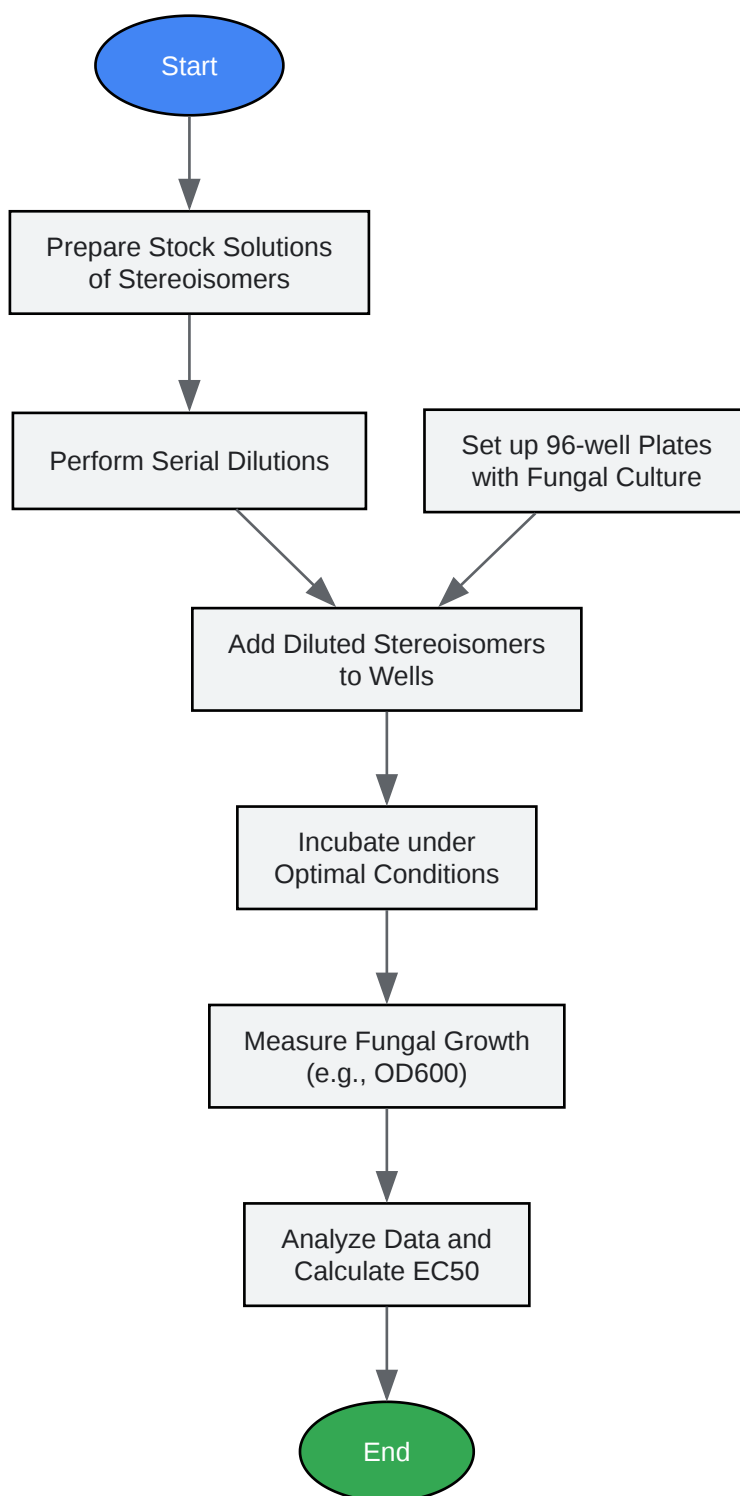 Start
Prepare Stock Solutions
of Stereoisomers
Perform Serial Dilutions
Set up 96-well Plates
with Fungal Culture
Add Diluted Stereoisomers
to Wells
Incubate under
Optimal Conditions
Measure Fungal Growth
(e.g., OD600)
Analyze Data and
Calculate EC50
End